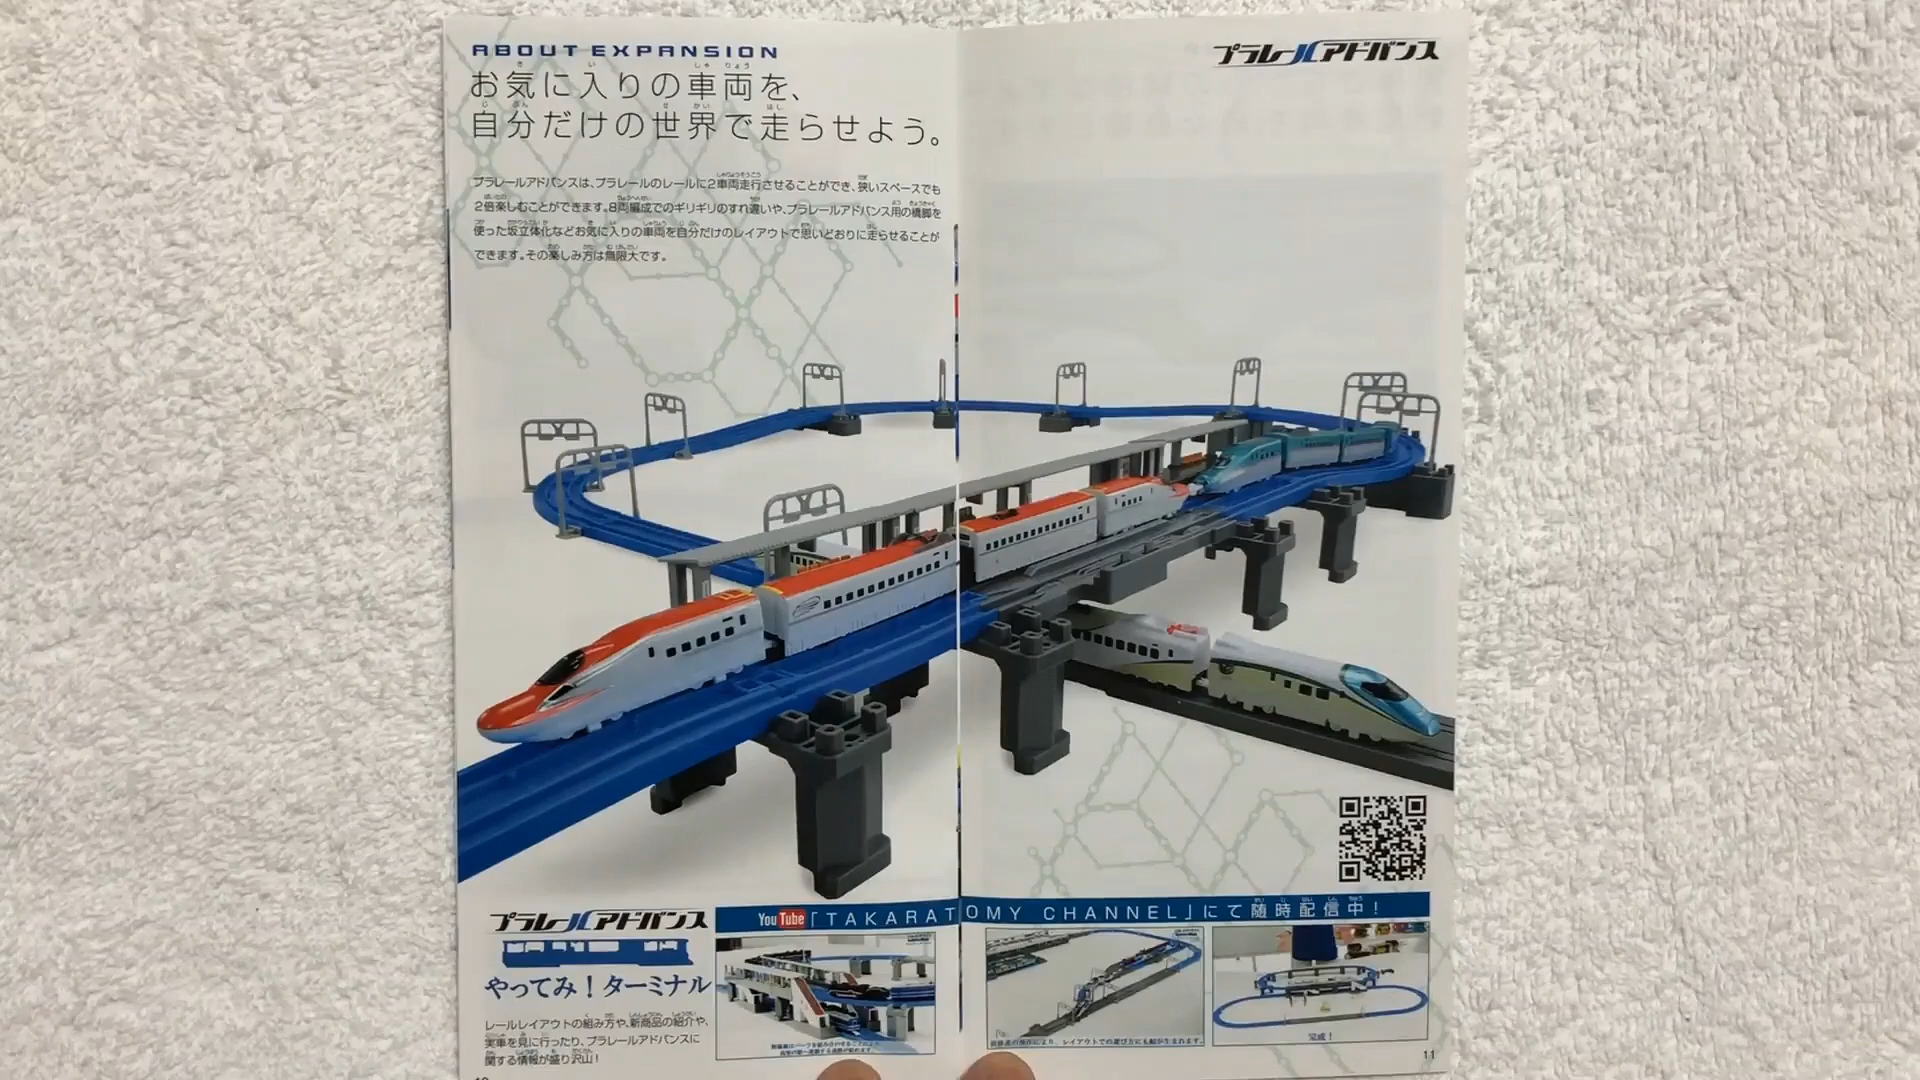 ABOUT EXPANSION
お気に入りの車両を、
自分だけの世界で走らせよう。
プラレールアドバンス
プラレールアドバンスは、プラレールのレールに2車両走行させることができ、狭いスペースでも
2倍楽しむことができます。8両編成でのギリギリのすれ違いや、プラレールアドバンス用の橋脚を
使った坂立体化などお気に入りの車両を自分だけのレイアウトで思いどおりに走らせることが
できます。その楽しみ方は無限大です。
プラレールアドバンス
やってみ!ターミナル
レールレイアウトの組み方や、新商品の紹介や、
実車を見に行ったり、プラレールアドバンスに
関する情報が盛り沢山!
YouTube「TAKARATOMY CHANNEL」にて随時配信中!
完成!
11